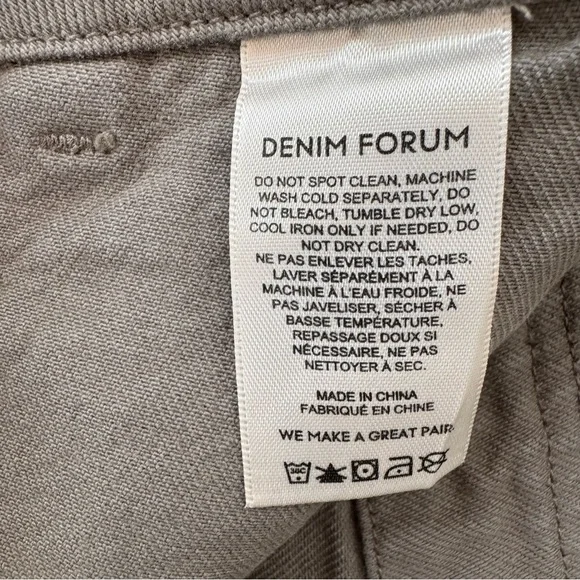 DENIM FORUM
DO NOT SPOT CLEAN, MACHINE
WASH COLD SEPARATELY, DO
NOT BLEACH, TUMBLE DRY LOW,
COOL IRON ONLY IF NEEDED, DO
NOT DRY CLEAN.
NE PAS ENLEVER LES TACHES,
LAVER SÉPARÉMENT À LA
MACHINE À L'EAU FROIDE, NE
PAS JAVELISER, SÉCHER À
BASSE TEMPÉRATURE,
REPASSAGE DOUX SI
NÉCESSAIRE, NE PAS
NETTOYER À SEC.
MADE IN CHINA
FABRIQUÉ EN CHINE
WE MAKE A GREAT PAIR.
30C